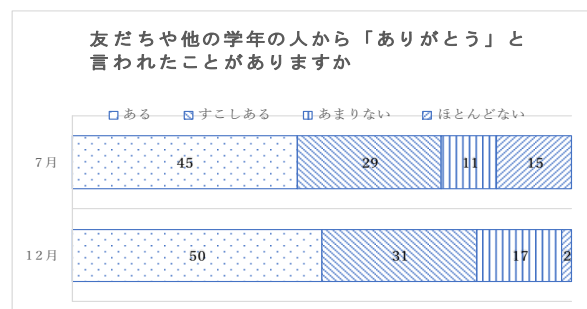 友だちや他の学年の人から「ありがとう」と
言われたことがありますか
ある すこしある あまりない ほとんどない
7月 45 29 11 15
12月 50 31 17 2